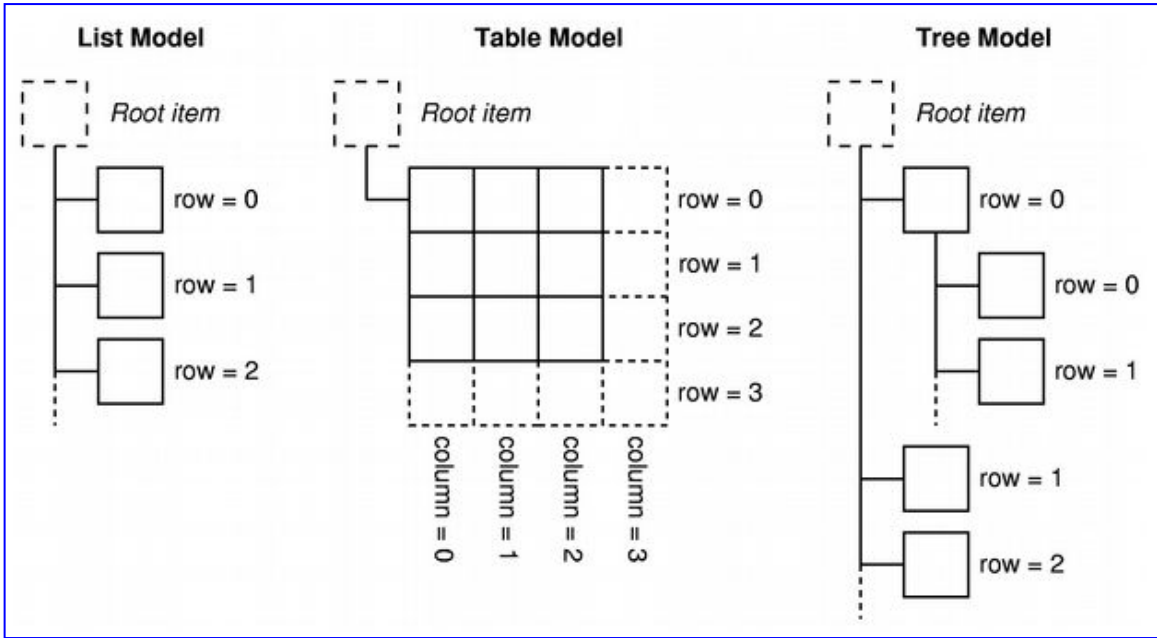 List Model
Root item
row = 0
row = 1
row = 2
Table Model
Root item
row = 0
row = 1
row = 2
row = 3
column = 0
column = 1
column = 2
column = 3
Tree Model
Root item
row = 0
row = 0
row = 1
row = 1
row = 2